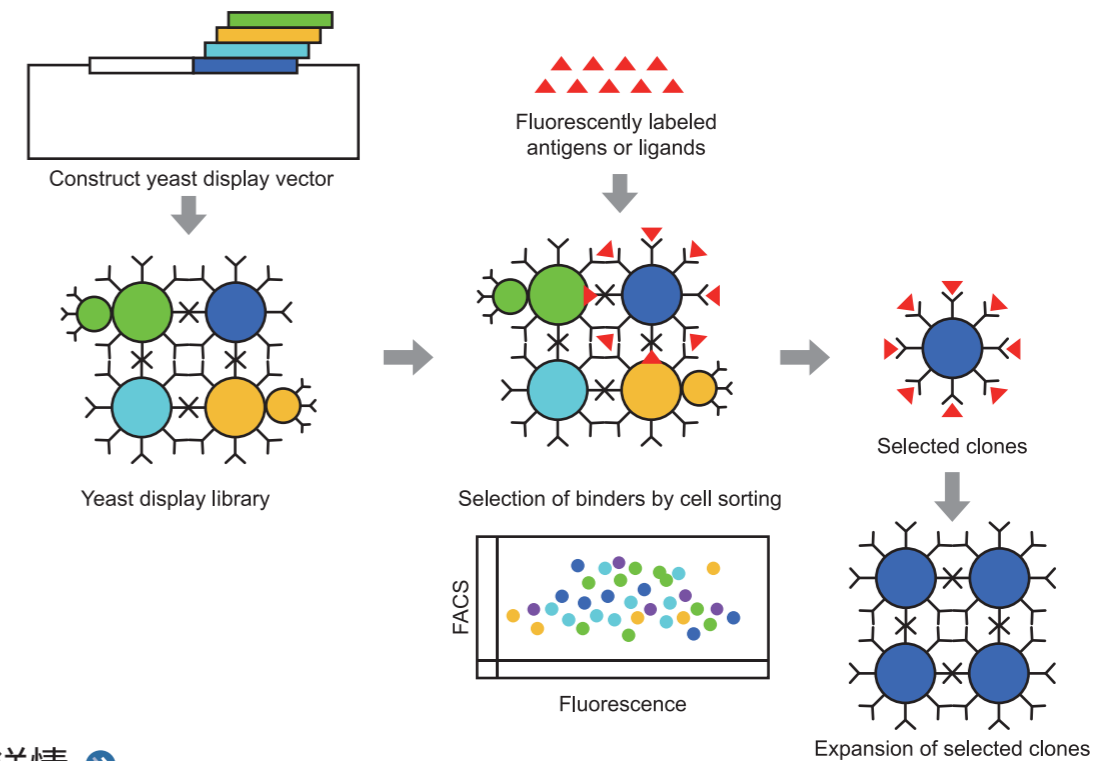 Construct yeast display vector
Fluorescently labeled
antigens or ligands
Yeast display library
Selection of binders by cell sorting
Selected clones
FACS
Fluorescence
Expansion of selected clones